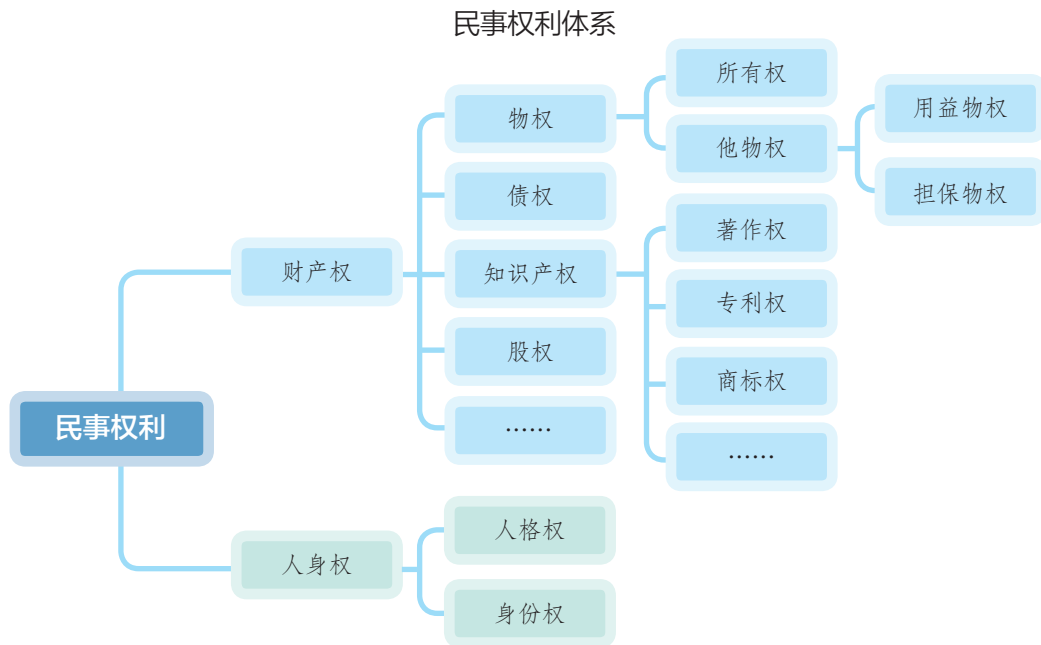 民事权利体系
民事权利
财产权
物权
所有权
他物权
用益物权
担保物权
债权
知识产权
著作权
专利权
商标权
……
股权
……
人身权
人格权
身份权